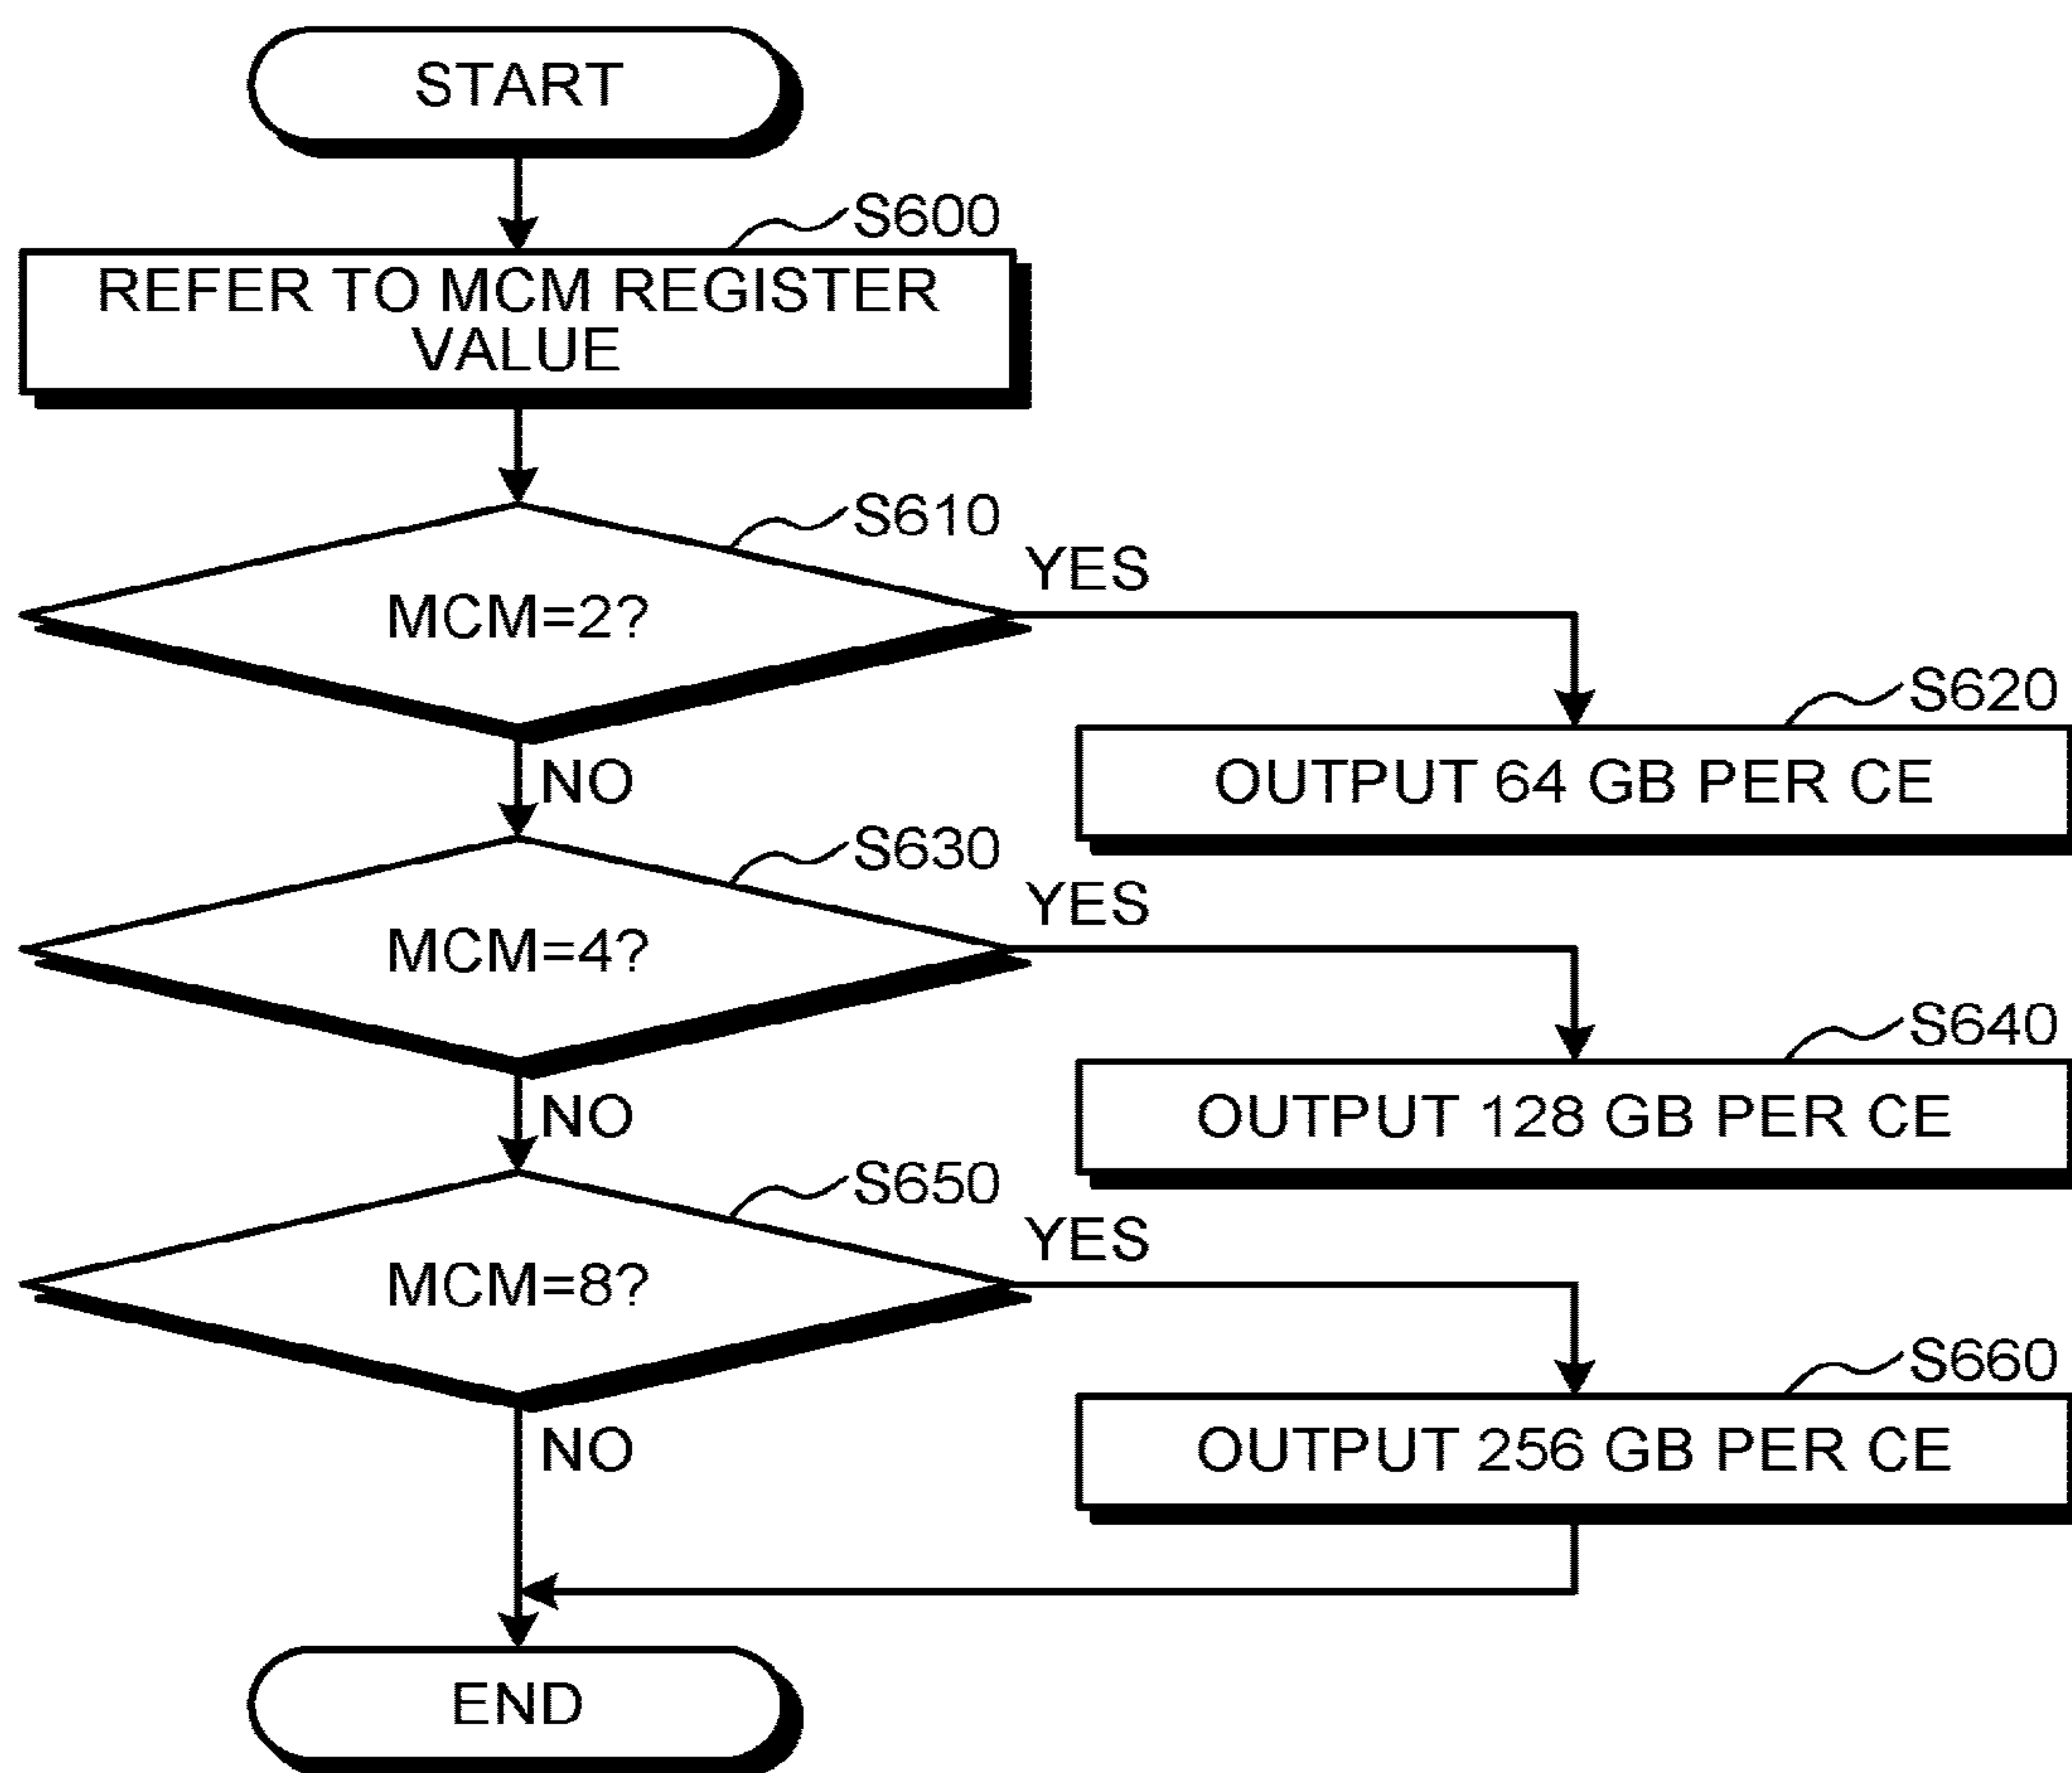 START
S600
REFER TO MCM REGISTER
VALUE
S610
MCM=2?
YES
S620
OUTPUT 64 GB PER CE
NO
S630
MCM=4?
YES
S640
OUTPUT 128 GB PER CE
NO
S650
MCM=8?
YES
S660
OUTPUT 256 GB PER CE
NO
END